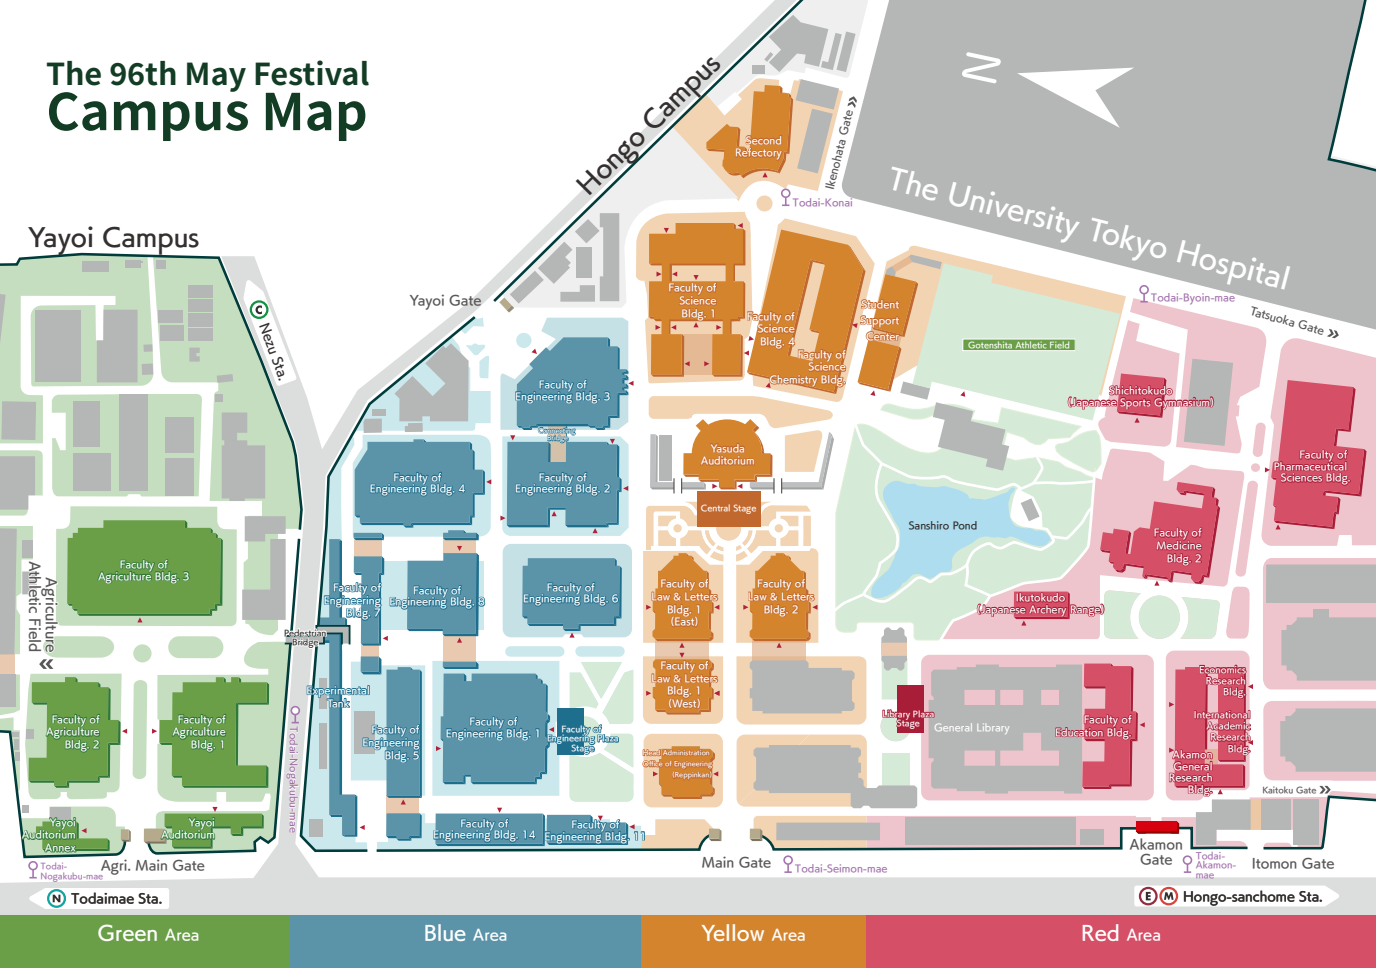 The 96th May Festival
Campus Map
Hongo Campus
Yayoi Campus
The University Tokyo Hospital
N
Ikenohata Gate »
Second
Refectory
Todai-Konai
Yayoi Gate
C Nezu Sta.
Faculty of
Science
Bldg. 1
Faculty of
Science
Bldg. 4
Faculty of
Science
Chemistry Bldg.
Student
Support
Center
Gotenshita Athletic Field
Todai-Byoin-mae
Tatsuoka Gate »
Shichitokudo
(Japanese Sports Gymnasium)
Faculty of
Pharmaceutical
Sciences Bldg.
Faculty of
Engineering Bldg. 3
Connecting
Bridge
Faculty of
Engineering Bldg. 4
Faculty of
Engineering Bldg. 2
Yasuda
Auditorium
Central Stage
Sanshiro Pond
Faculty of
Medicine
Bldg. 2
Ikutokudo
(Japanese Archery Range)
Faculty of
Agriculture Bldg. 3
Agriculture
Athletic Field
»
Faculty of
Engineering
Bldg. 7
Faculty of
Engineering Bldg. 8
Faculty of
Engineering Bldg. 6
Faculty of
Law & Letters
Bldg. 1
(East)
Faculty of
Law & Letters
Bldg. 2
Pedestrian
Bridge
Faculty of
Law & Letters
Bldg. 1
(West)
Experimental
Tank
Faculty of
Agriculture
Bldg. 2
Faculty of
Agriculture
Bldg. 1
Todai-Nogakubu-mae
Faculty of
Engineering
Bldg. 5
Faculty of
Engineering Bldg. 1
Faculty of
Engineering Plaza
Stage
Head Administration
Office of Engineering
(Reppinkan)
Library Plaza
Stage
General Library
Faculty of
Education Bldg.
Economics
Research
Bldg.
International
Academic
Research
Bldg.
Akamon
General
Research
Bldg.
Kaitoku Gate »
Yayoi
Auditorium
Annex
Yayoi
Auditorium
Faculty of
Engineering Bldg. 14
Faculty of
Engineering Bldg. 11
Todai-
Nogakubu-mae
Agri. Main Gate
Main Gate
Todai-Seimon-mae
Akamon
Gate
Todai-
Akamon-
mae
Itomon Gate
N Todaimae Sta.
E M Hongo-sanchome Sta.
Green Area
Blue Area
Yellow Area
Red Area